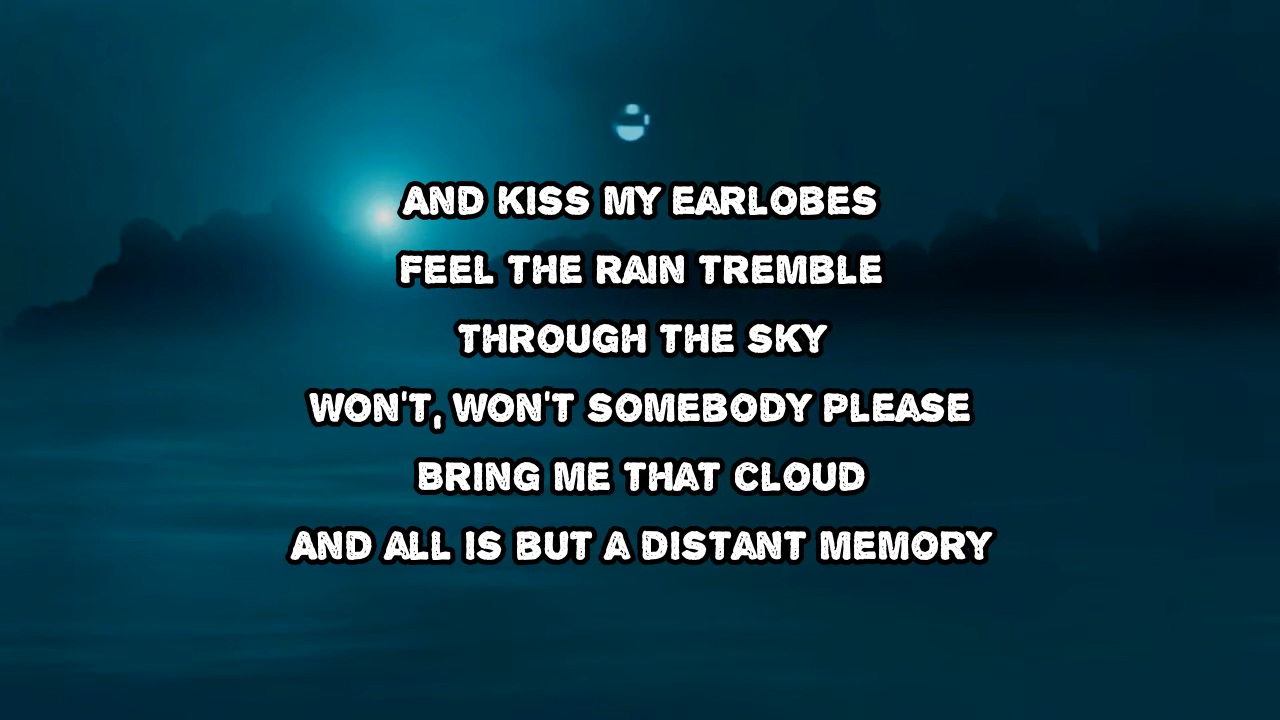 AND KISS MY EARLOBES
FEEL THE RAIN TREMBLE
THROUGH THE SKY
WON'T, WON'T SOMEBODY PLEASE
BRING ME THAT CLOUD
AND ALL IS BUT A DISTANT MEMORY